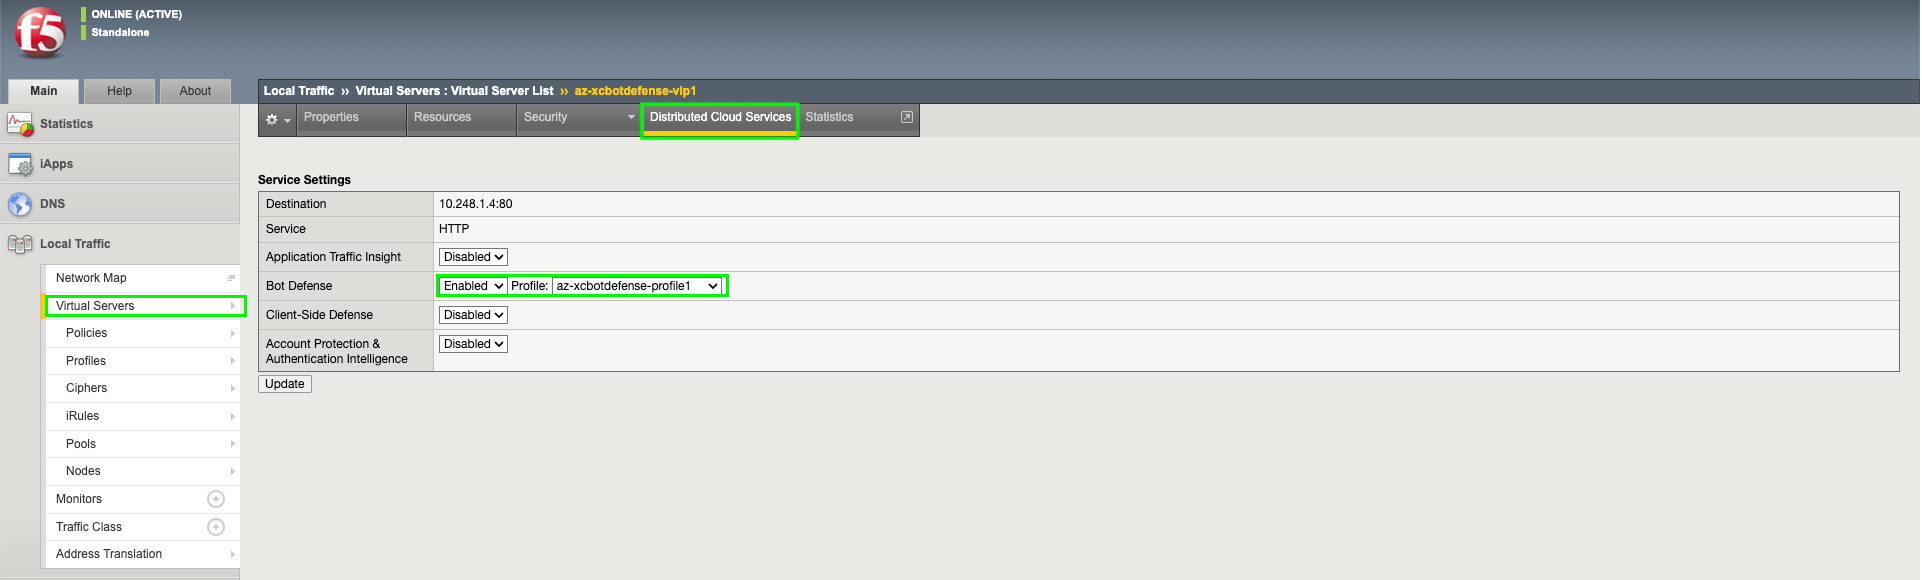 f5
ONLINE (ACTIVE)
Standalone
Main Help About
Local Traffic ›› Virtual Servers : Virtual Server List ›› az-xcbotdefense-vip1
Properties Resources Security Distributed Cloud Services Statistics
Statistics
iApps
DNS
Local Traffic
Network Map
Virtual Servers
Policies
Profiles
Ciphers
iRules
Pools
Nodes
Monitors
Traffic Class
Address Translation
Service Settings
Destination 10.248.1.4:80
Service HTTP
Application Traffic Insight Disabled
Bot Defense Enabled Profile: az-xcbotdefense-profile1
Client-Side Defense Disabled
Account Protection & Disabled
Authentication Intelligence
Update